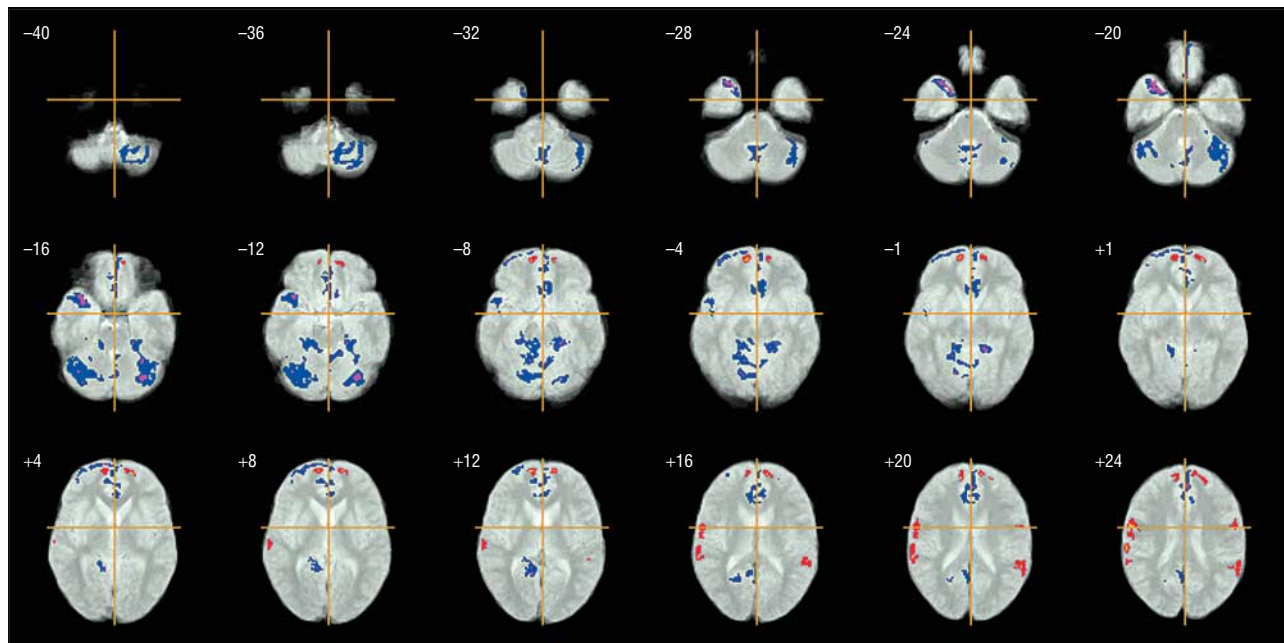 –40 –36 –32 –28 –24 –20
–16 –12 –8 –4 –1 +1
+4 +8 +12 +16 +20 +24